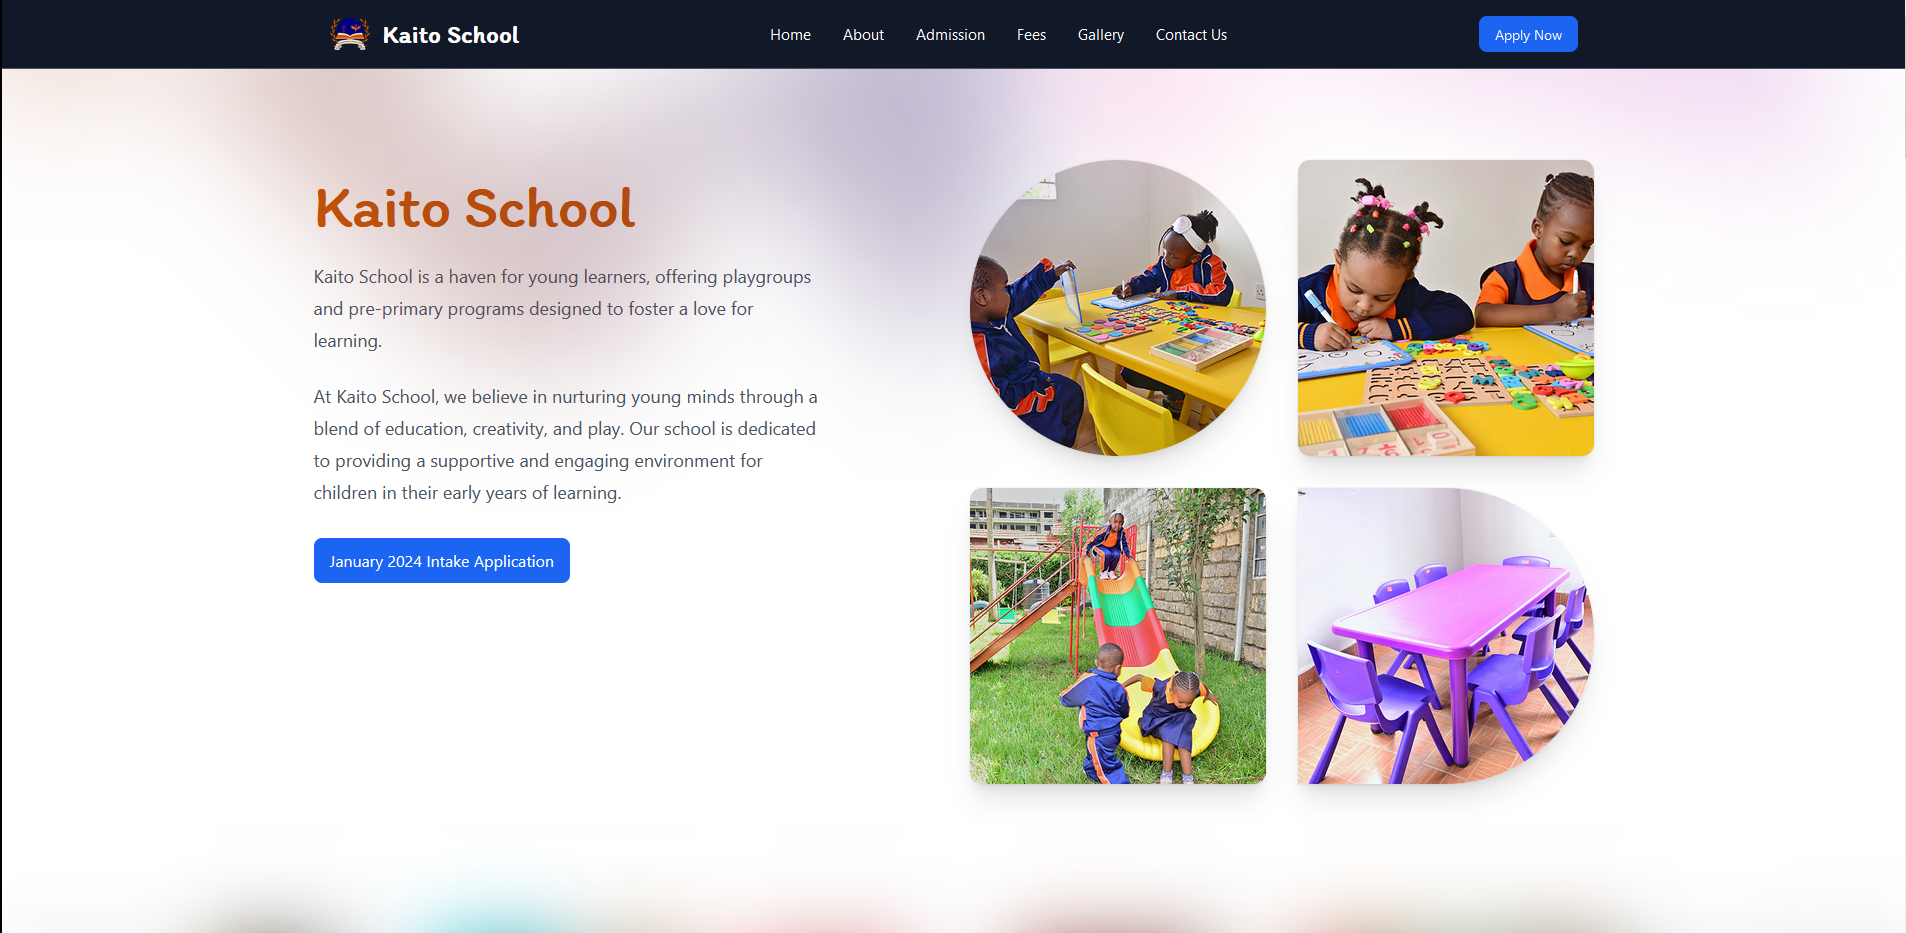 Kaito School
Home
About
Admission
Fees
Gallery
Contact Us
Apply Now
Kaito School
Kaito School is a haven for young learners, offering playgroups
and pre-primary programs designed to foster a love for
learning.
At Kaito School, we believe in nurturing young minds through a
blend of education, creativity, and play. Our school is dedicated
to providing a supportive and engaging environment for
children in their early years of learning.
January 2024 Intake Application